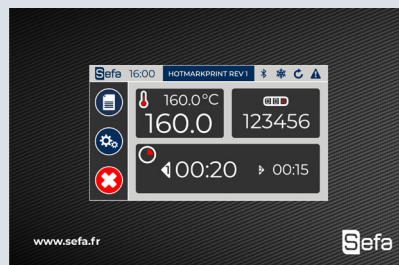 Sefa 16:00 HOTMARKPRINT REV 1
160.0°C
160.0
123456
00:20 00:15
www.sefa.fr
Sefa